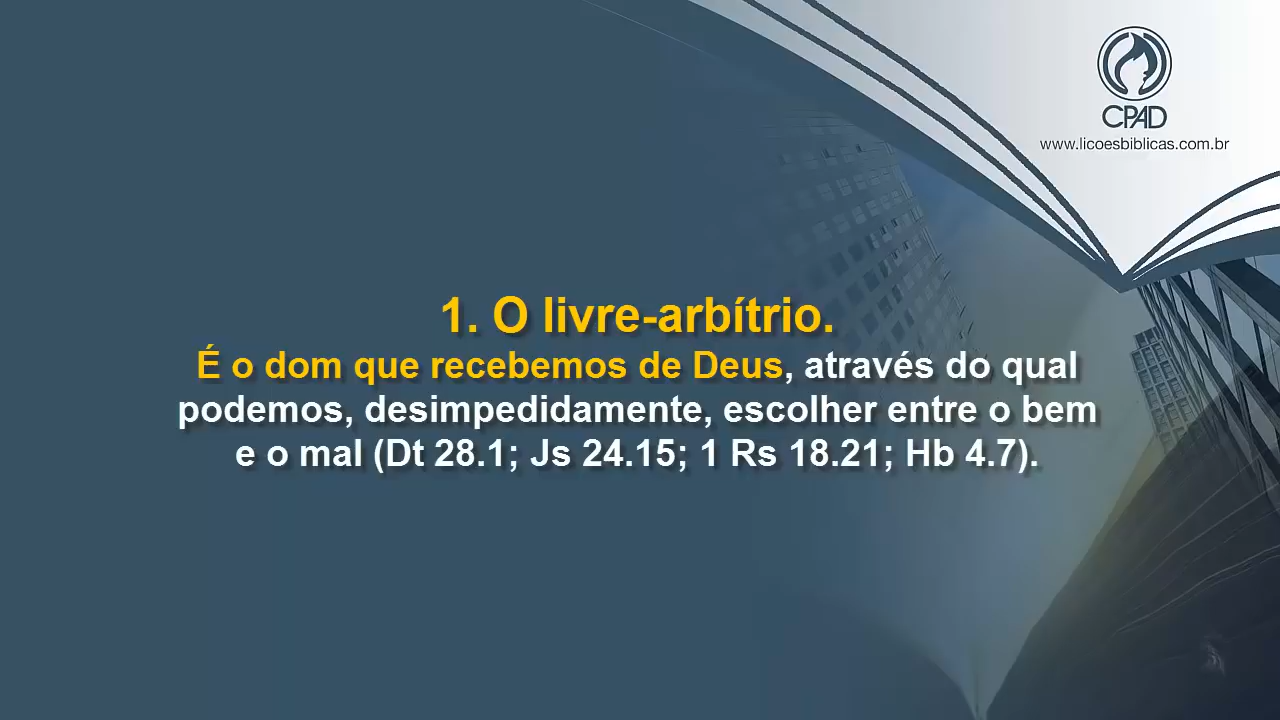 CPAD
www.licoesbiblicas.com.br
1. O livre-arbítrio.
É o dom que recebemos de Deus, através do qual
podemos, desimpedidamente, escolher entre o bem
e o mal (Dt 28.1; Js 24.15; 1 Rs 18.21; Hb 4.7).